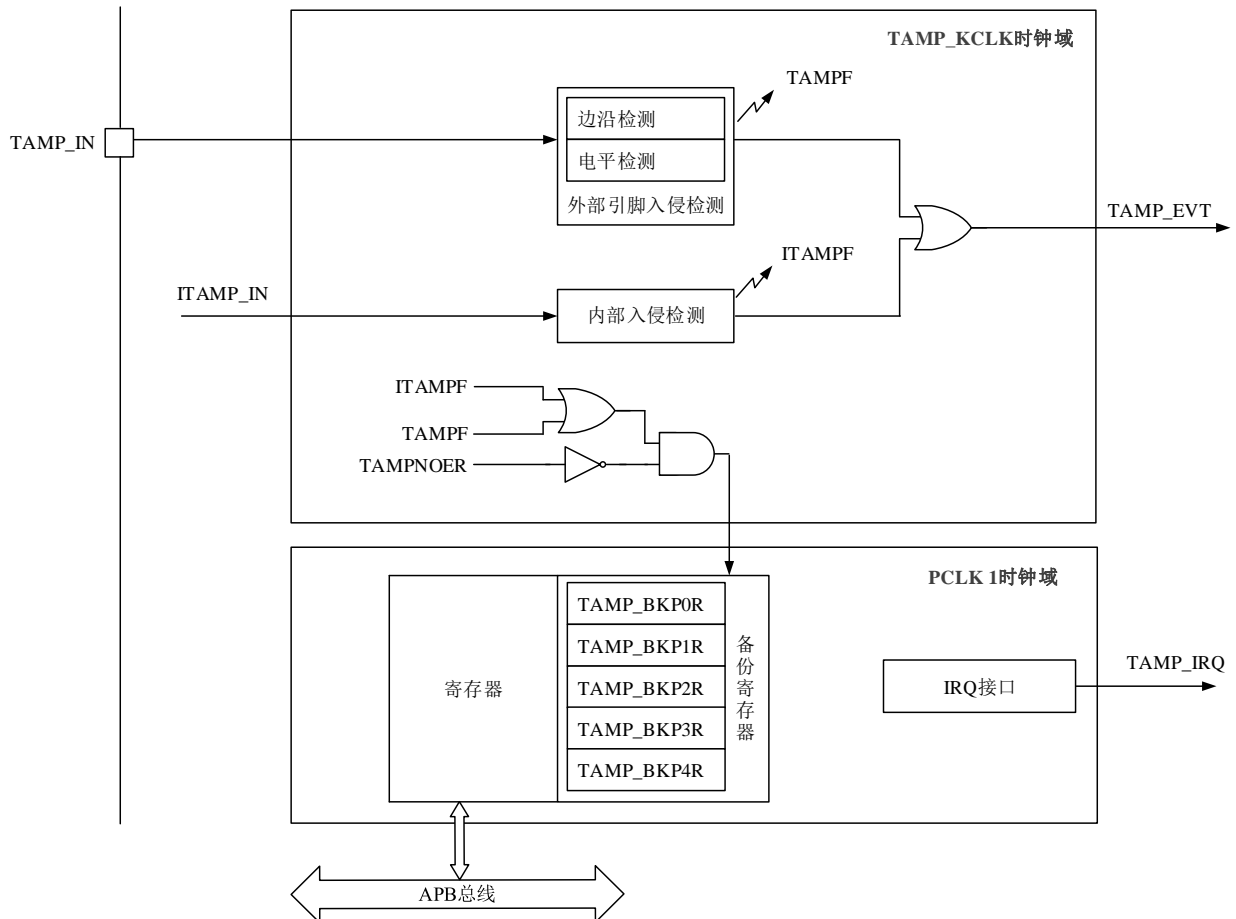 TAMP_KCLK时钟域
TAMPF
边沿检测
TAMP_IN
电平检测
外部引脚入侵检测
TAMP_EVT
ITAMPF
ITAMP_IN
内部入侵检测
ITAMPF
TAMPF
TAMPNOER
PCLK 1时钟域
TAMP_BKP0R
TAMP_BKP1R
TAMP_BKP2R
TAMP_BKP3R
TAMP_BKP4R
备份寄存器
寄存器
IRQ接口
TAMP_IRQ
APB总线